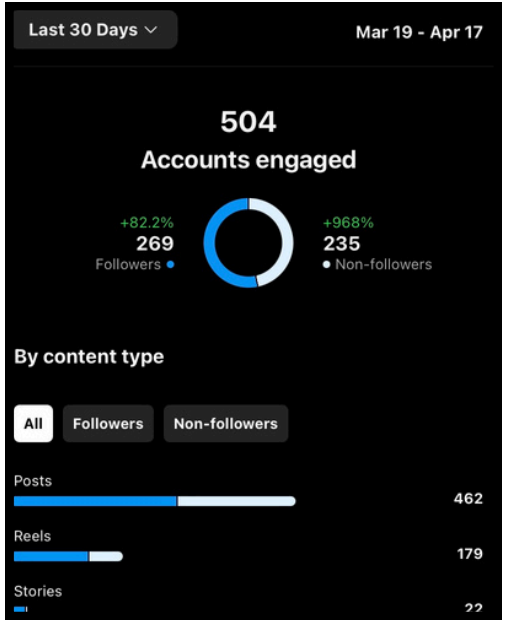 Last 30 Days
Mar 19 - Apr 17
504
Accounts engaged
+82.2%
269
Followers
+968%
235
Non-followers
By content type
All
Followers
Non-followers
Posts
462
Reels
179
Stories
22